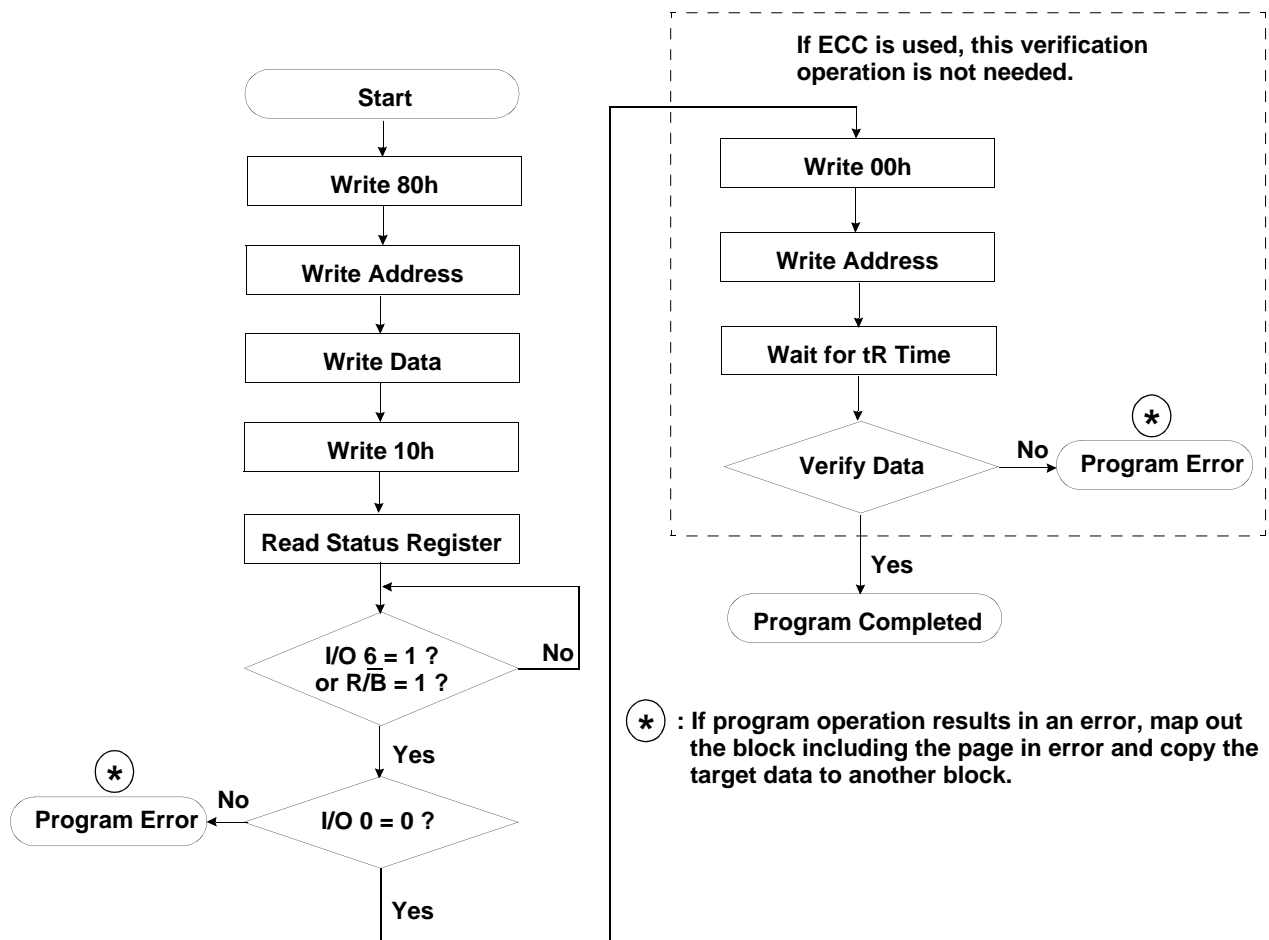 Start
Write 80h
Write Address
Write Data
Write 10h
Read Status Register
I/O 6 = 1 ?
or R/B̅ = 1 ?
No
Yes
*
No
Program Error
I/O 0 = 0 ?
Yes
If ECC is used, this verification
operation is not needed.
Write 00h
Write Address
Wait for tR Time
Verify Data
No
*
Program Error
Yes
Program Completed
* : If program operation results in an error, map out
the block including the page in error and copy the
target data to another block.